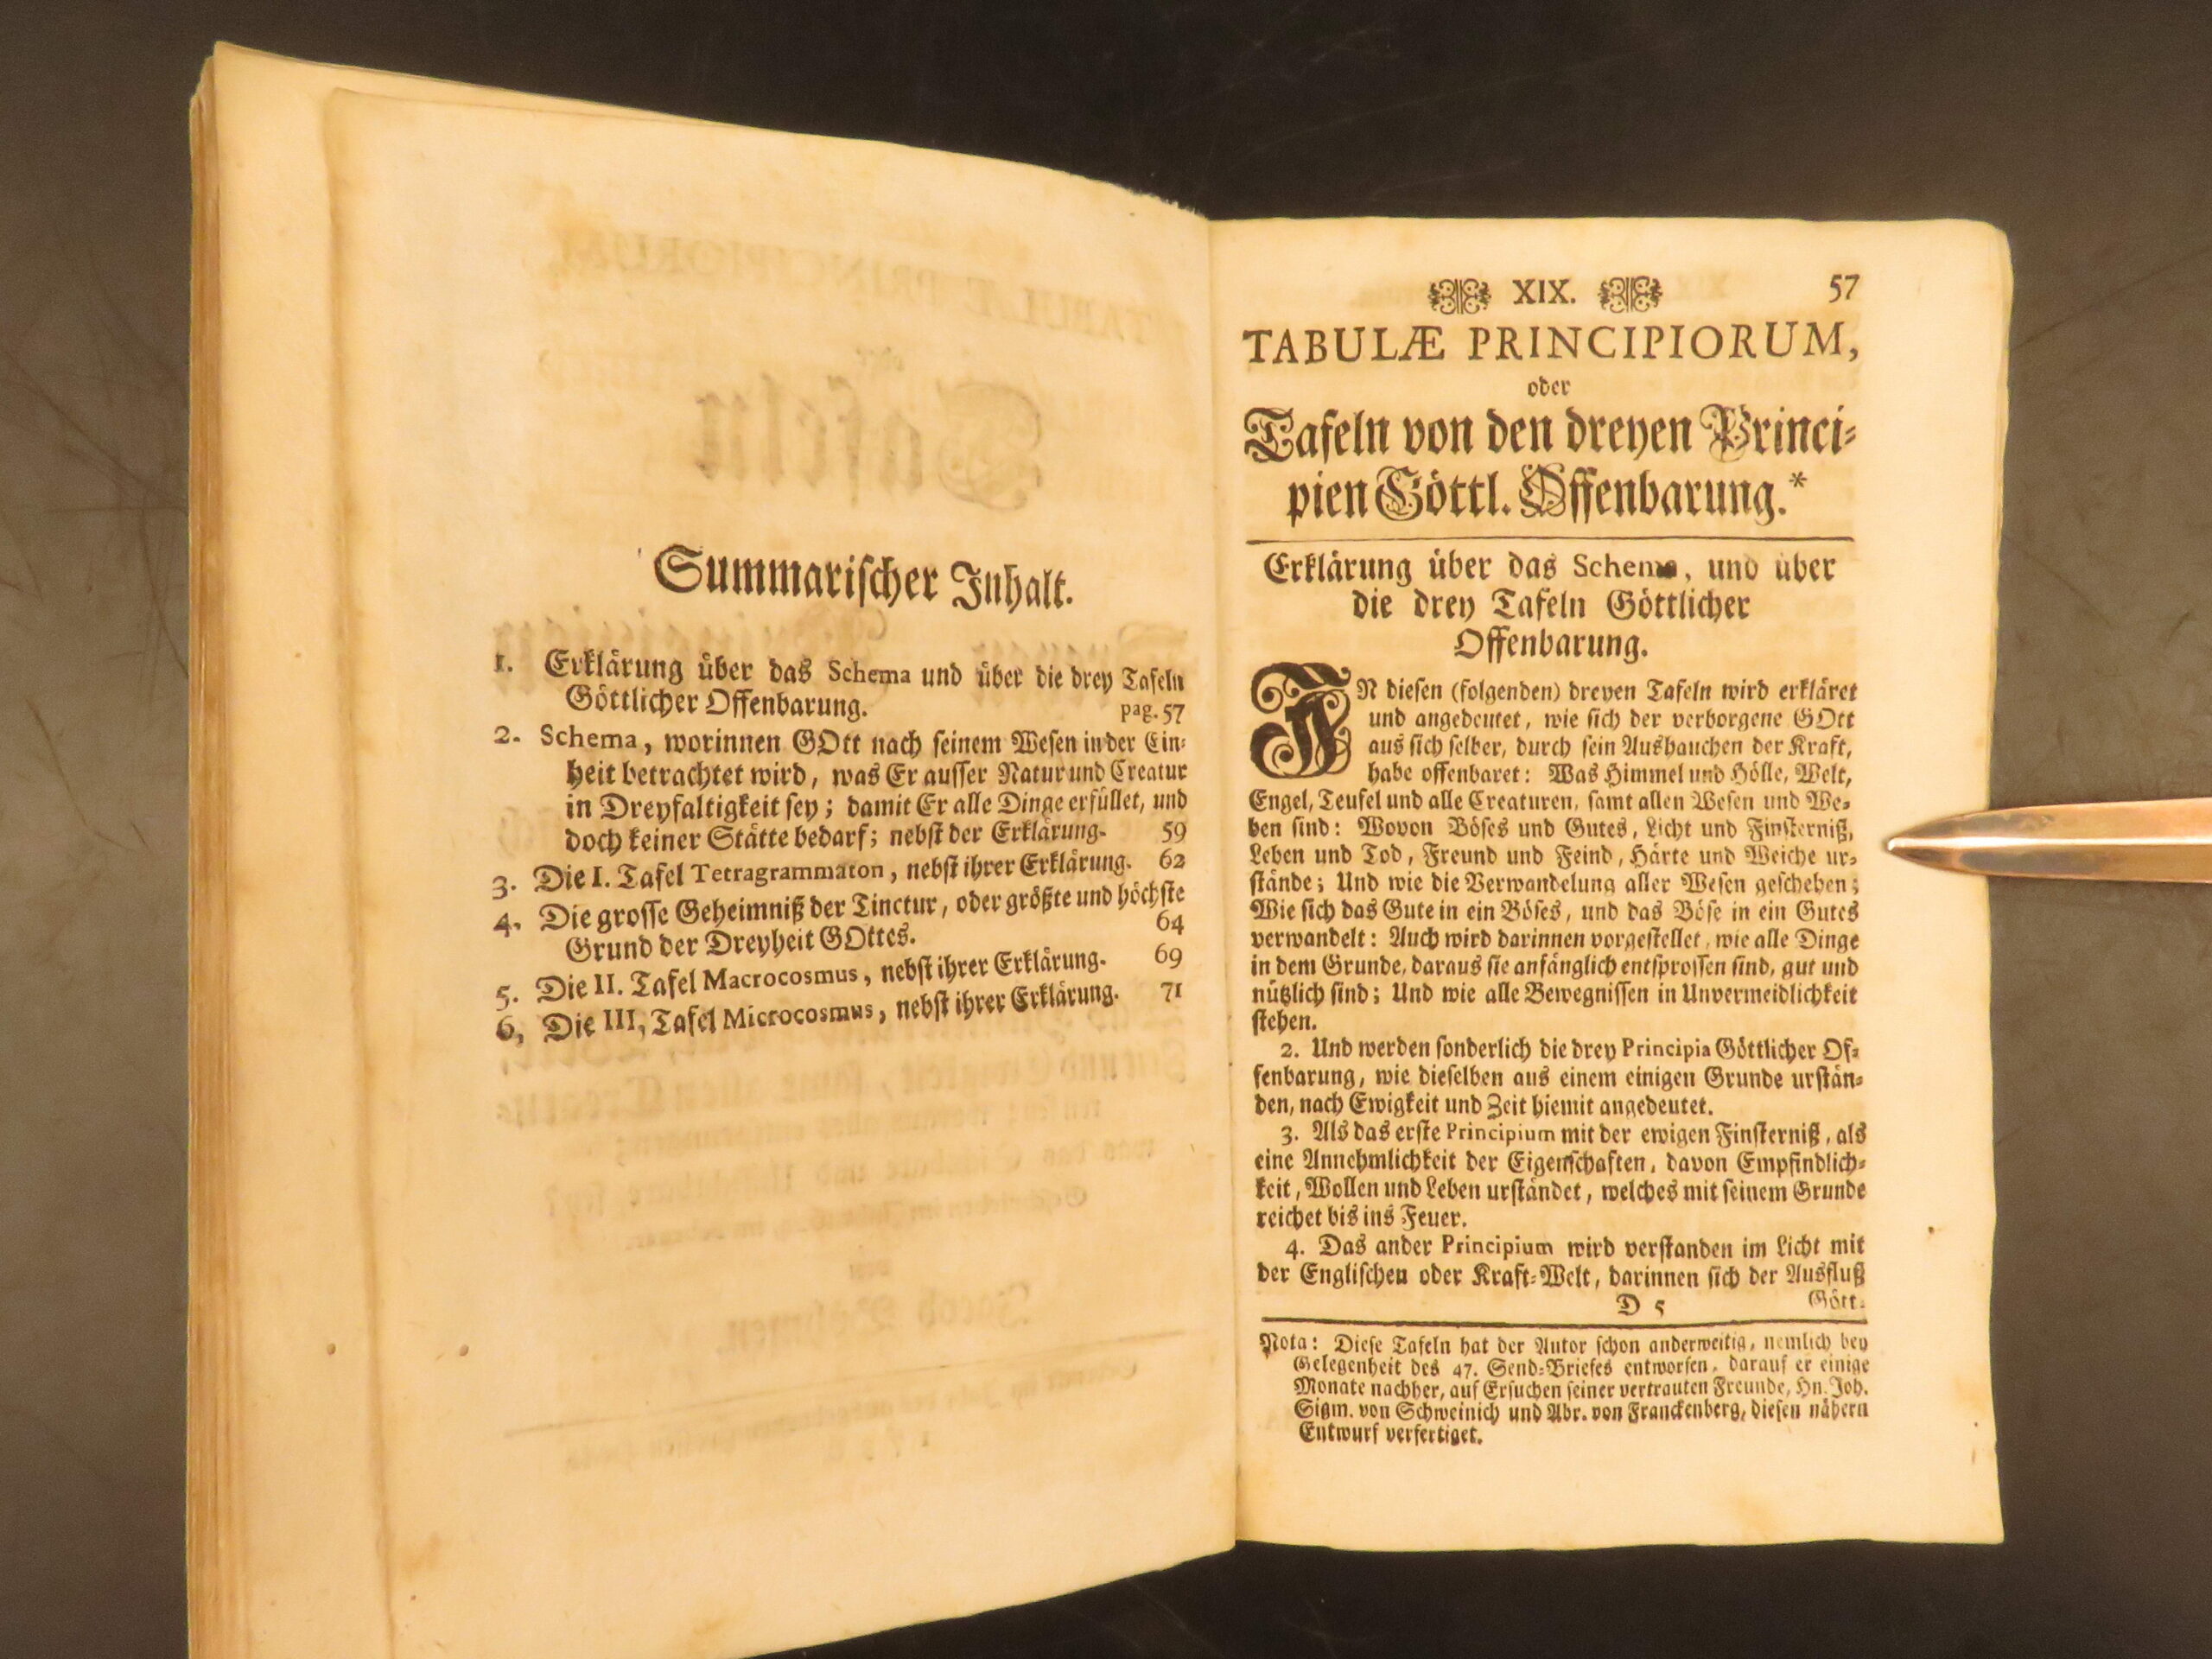 Summarischer Inhalt.
1. Erklärung über das Schema und über die drey Tafeln
Göttlicher Offenbarung. pag. 57
2. Schema, worinnen GOtt nach seinem Wesen in der Ein-
heit betrachtet wird, was Er ausser Natur und Creatur
in Dreyfaltigkeit sey; damit Er alle Dinge erfüllet, und
doch keiner Stätte bedarf; nebst der Erklärung. 59
3. Die I. Tafel Tetragrammaton, nebst ihrer Erklärung. 62
4. Die grosse Geheimniß der Tinctur, oder größte und höchste
Grund der Dreyheit GOttes. 64
5. Die II. Tafel Macrocosmus, nebst ihrer Erklärung. 69
6, Die III, Tafel Microcosmus, nebst ihrer Erklärung. 71
XIX. 57
TABULÆ PRINCIPIORUM,
oder
Tafeln von den dreyen Princi-
pien Göttl. Offenbarung.*
Erklärung über das Schema, und über
die drey Tafeln Göttlicher
Offenbarung.
IN diesen (folgenden) dreyen Tafeln wird erkläret
und angedeutet, wie sich der verborgene GOtt
aus sich selber, durch sein Aushauchen der Kraft,
habe offenbaret: Was Himmel und Hölle, Welt,
Engel, Teufel und alle Creaturen, samt allen Wesen und We-
ben sind: Wovon Böses und Gutes, Licht und Finsterniß,
Leben und Tod, Freund und Feind, Härte und Weiche ur-
stände; Und wie die Verwandelung aller Wesen geschehen;
Wie sich das Gute in ein Böses, und das Böse in ein Gutes
verwandelt: Auch wird darinnen vorgestellet, wie alle Dinge
in dem Grunde, daraus sie anfänglich entsprossen sind, gut und
nützlich sind; Und wie alle Bewegnissen in Unvermeidlichkeit
stehen.
2. Und werden sonderlich die drey Principia Göttlicher Of-
fenbarung, wie dieselben aus einem einigen Grunde urstän-
den, nach Ewigkeit und Zeit hiemit angedeutet.
3. Als das erste Principium mit der ewigen Finsterniß, als
eine Annehmlichkeit der Eigenschaften, davon Empfindlich-
keit, Wollen und Leben urständet, welches mit seinem Grunde
reichet bis ins Feuer.
4. Das ander Principium wird verstanden im Licht mit
der Englischen oder Kraft-Welt, darinnen sich der Ausfluß
D 5 Gött-
Nota: Diese Tafeln hat der Autor schon anderweitig, nemlich bey
Gelegenheit des 47. Send-Briefes entworfen, darauf er einige
Monate nachher, auf Ersuchen seiner vertrauten Freunde, Hn. Joh.
Sigm. von Schweinich und Abr. von Franckenberg, diesen nähern
Entwurf verfertiget.